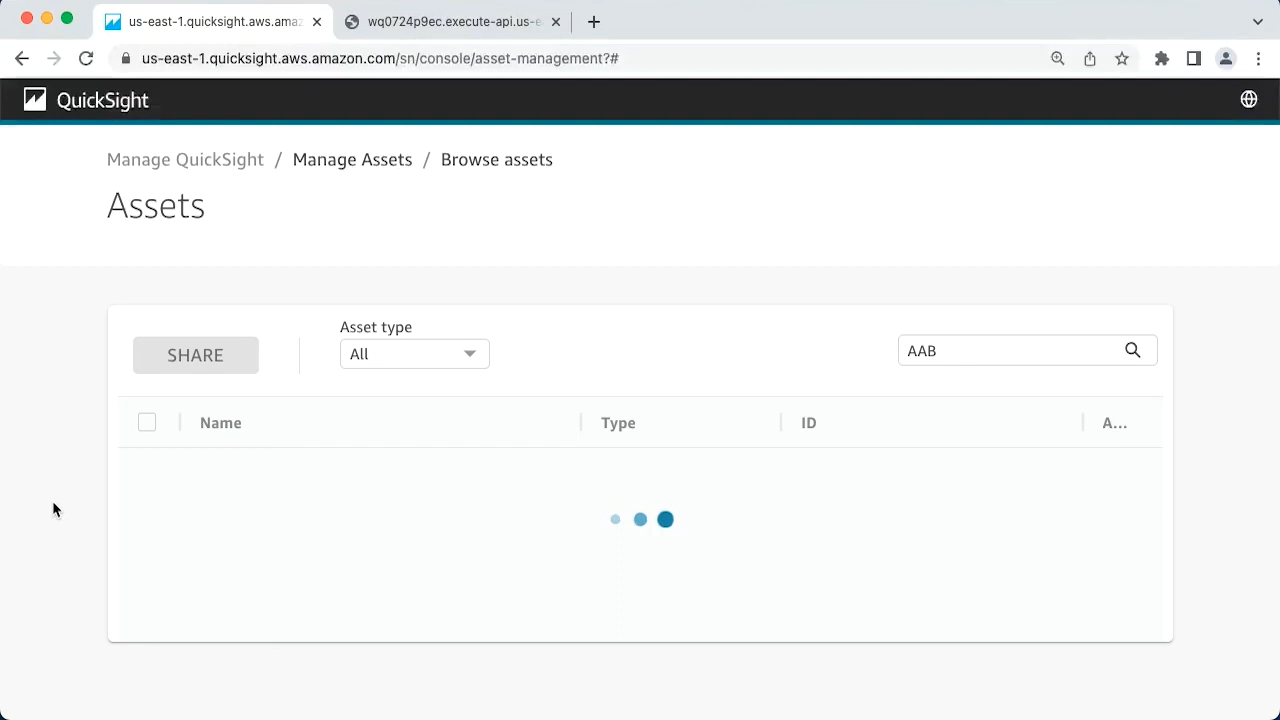 us-east-1.quicksight.aws.amaz
wq0724p9ec.execute-api.us-e
us-east-1.quicksight.aws.amazon.com/sn/console/asset-management?#
QuickSight
Manage QuickSight / Manage Assets / Browse assets
Assets
Asset type
SHARE
All
AAB
Name
Type
ID
A...